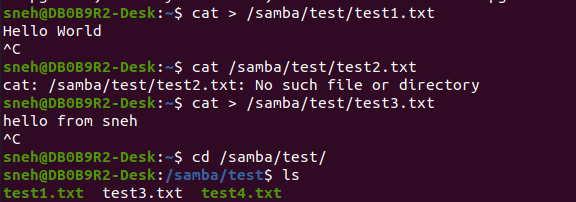 sneh@DB0B9R2-Desk:~$ cat > /samba/test/test1.txt
Hello World
^C
sneh@DB0B9R2-Desk:~$ cat /samba/test/test2.txt
cat: /samba/test/test2.txt: No such file or directory
sneh@DB0B9R2-Desk:~$ cat > /samba/test/test3.txt
hello from sneh
^C
sneh@DB0B9R2-Desk:~$ cd /samba/test/
sneh@DB0B9R2-Desk:/samba/test$ ls
test1.txt  test3.txt  test4.txt